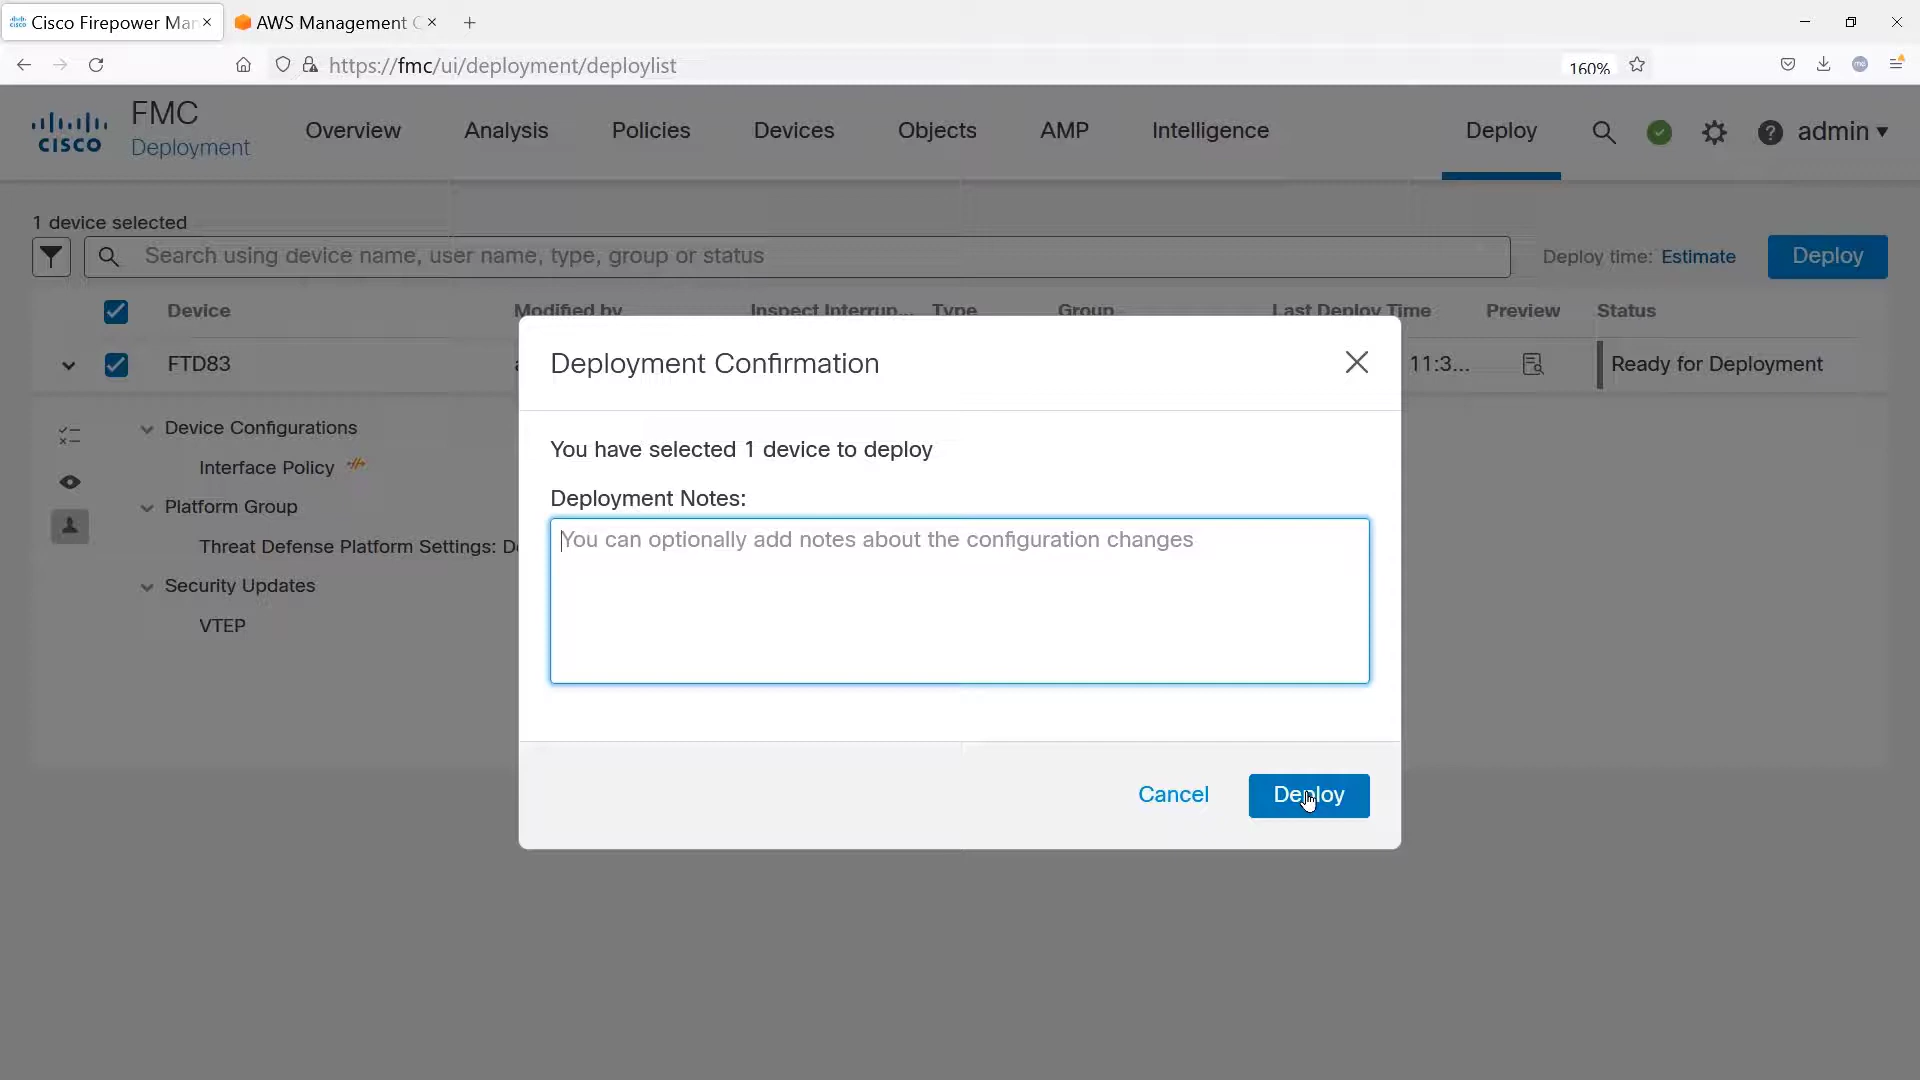 Cisco Firepower Mar
AWS Management C
https://fmc/ui/deployment/deploylist
160%
cisco
FMC
Deployment
Overview
Analysis
Policies
Devices
Objects
AMP
Intelligence
Deploy
admin
1 device selected
Search using device name, user name, type, group or status
Deploy time: Estimate
Deploy
Device
Modified by
Inspect Interrup...
Type
Group
Last Deploy Time
Preview
Status
FTD83
11:3...
Ready for Deployment
Device Configurations
Interface Policy
Platform Group
Threat Defense Platform Settings: D
Security Updates
VTEP
Deployment Confirmation
You have selected 1 device to deploy
Deployment Notes:
You can optionally add notes about the configuration changes
Cancel
Deploy